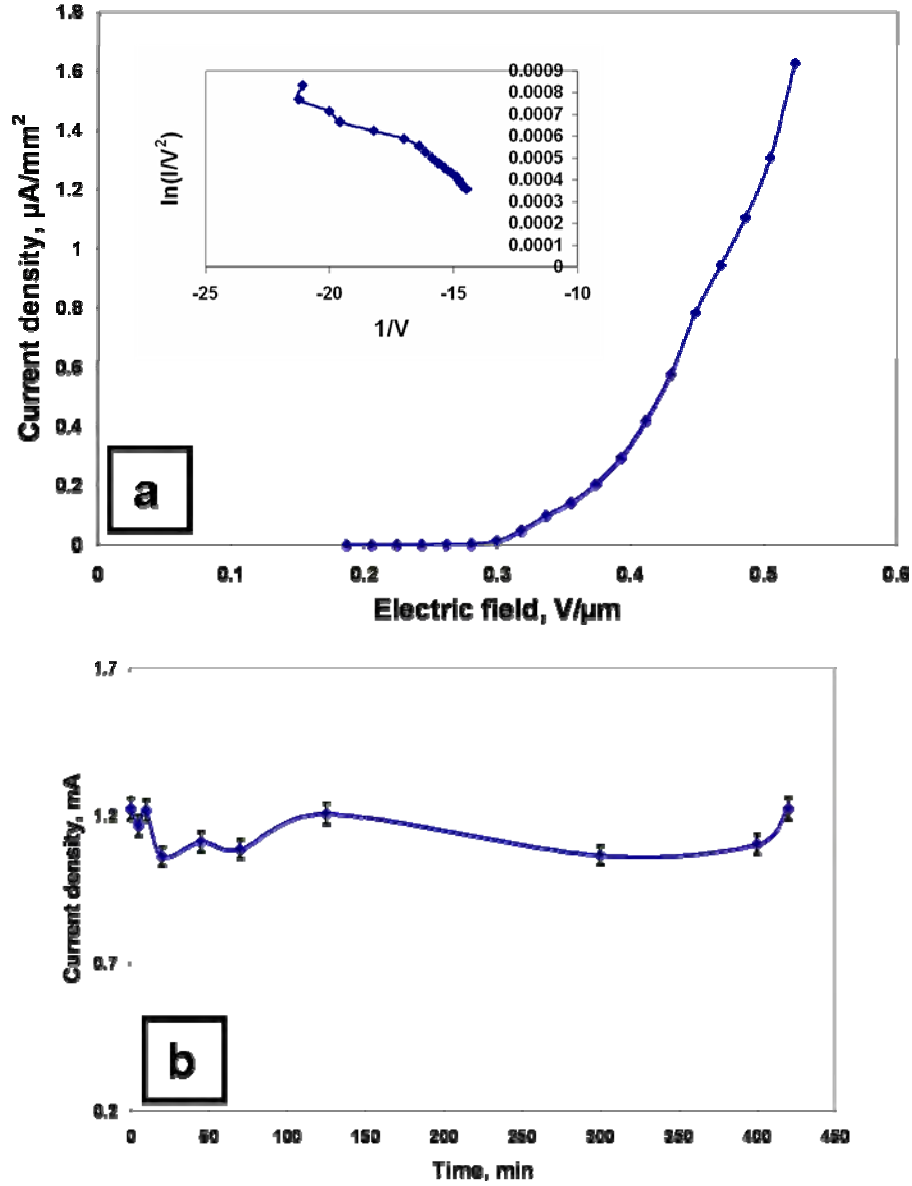 1.8
1.6
1.4
1.2
1
0.8
0.6
0.4
0.2
0
Current density, µA/mm²
0 0.1 0.2 0.3 0.4 0.5 0.6
Electric field, V/µm
ln(I/V²)
0.0009
0.0008
0.0007
0.0006
0.0005
0.0004
0.0003
0.0002
0.0001
0
-25 -20 -15 -10
1/V
a
1.7
1.2
0.7
0.2
Current density, mA
0 50 100 150 200 250 300 350 400 450
Time, min
b